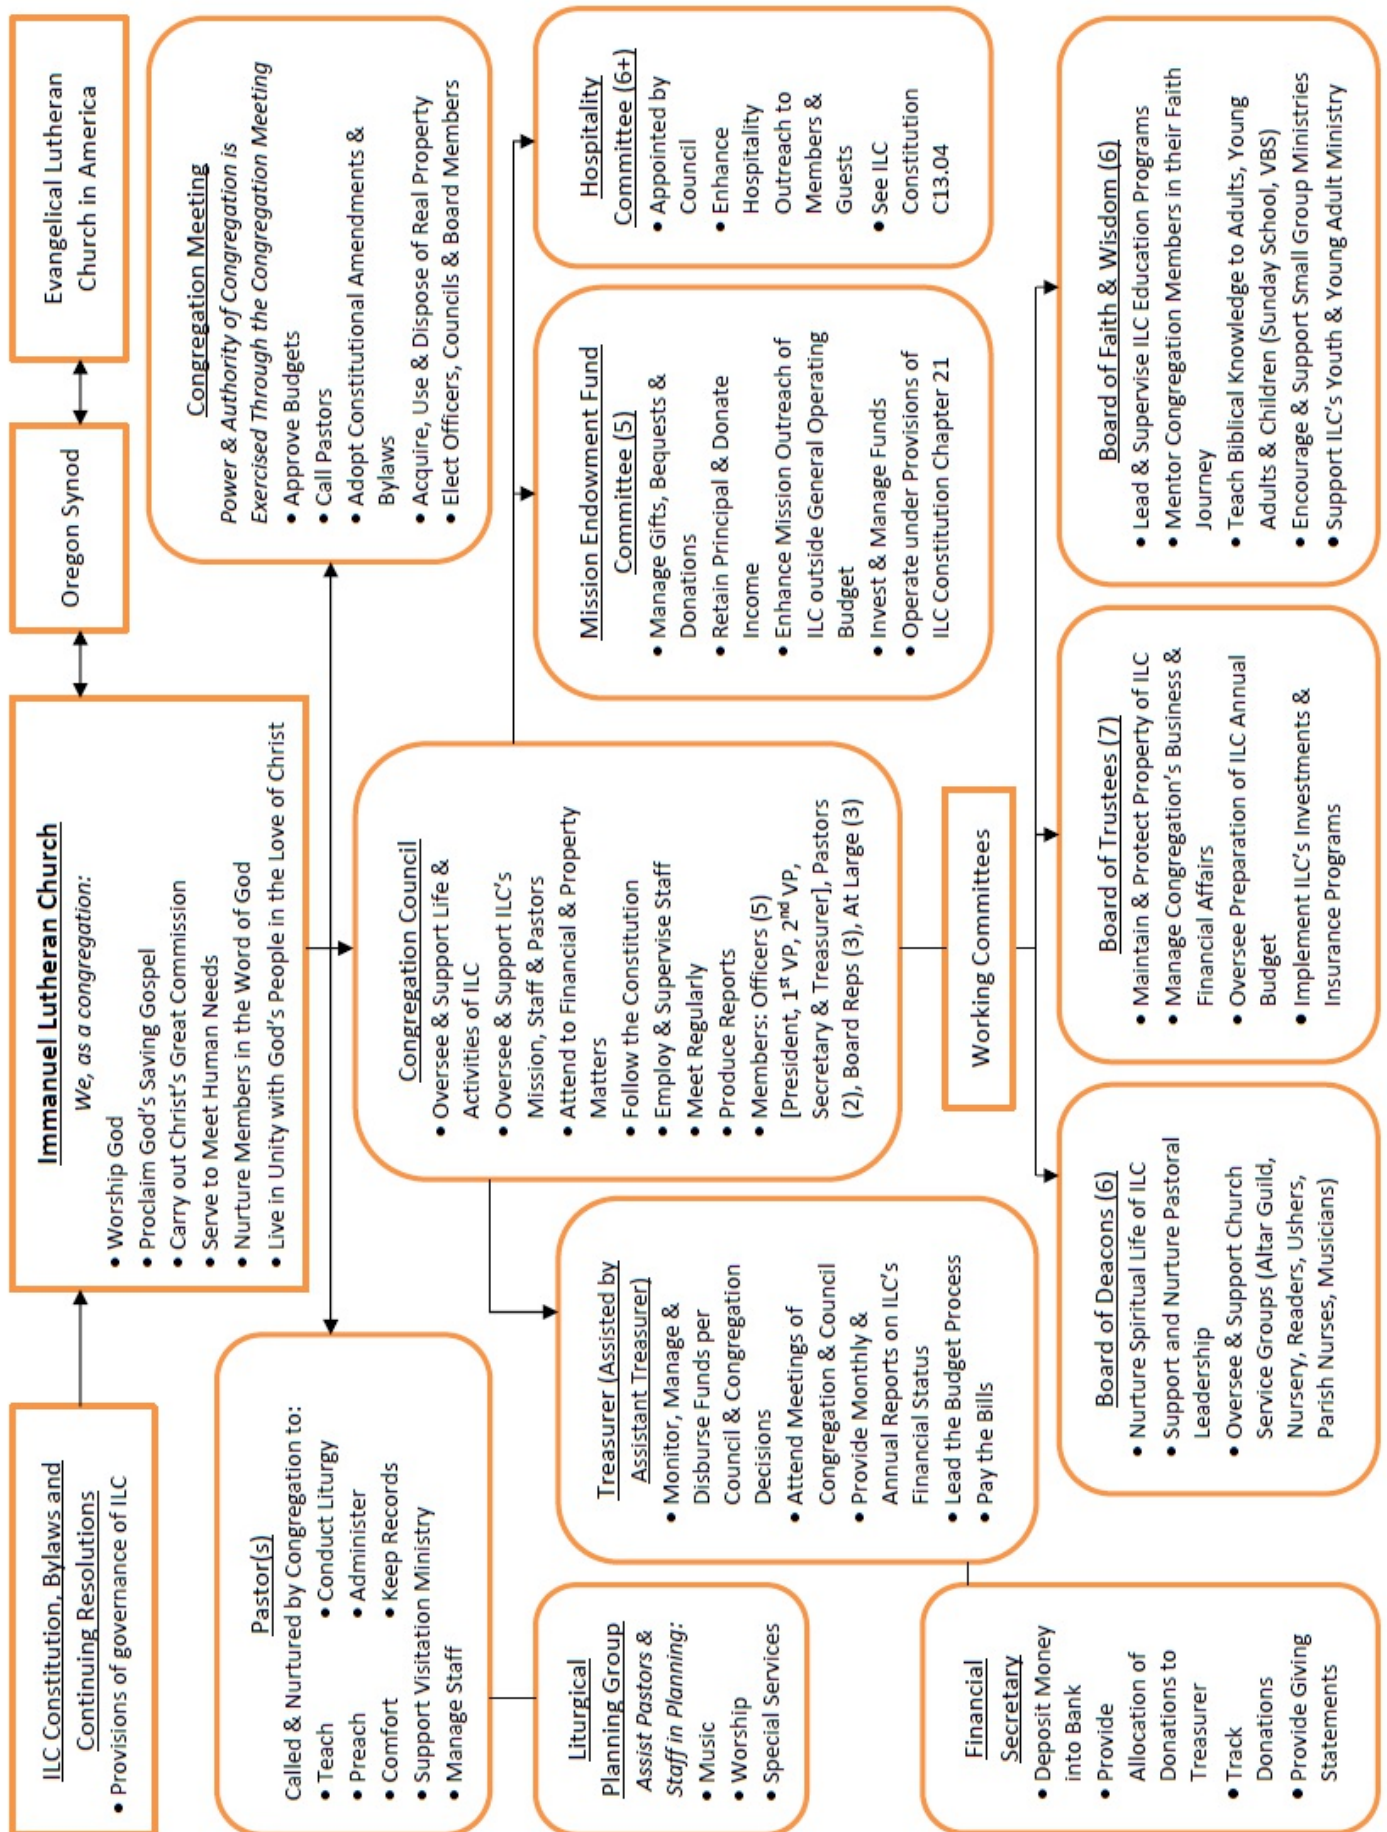 ILC Constitution, Bylaws and
Continuing Resolutions
• Provisions of governance of ILC
Immanuel Lutheran Church
We, as a congregation:
• Worship God
• Proclaim God's Saving Gospel
• Carry out Christ's Great Commission
• Serve to Meet Human Needs
• Nurture Members in the Word of God
• Live in Unity with God's People in the Love of Christ
Oregon Synod
Evangelical Lutheran
Church in America
Pastor(s)
Called & Nurtured by Congregation to:
• Teach • Conduct Liturgy
• Preach • Administer
• Comfort • Keep Records
• Support Visitation Ministry
• Manage Staff
Congregation Meeting
Power & Authority of Congregation is
Exercised Through the Congregation Meeting
• Approve Budgets
• Call Pastors
• Adopt Constitutional Amendments &
Bylaws
• Acquire, Use & Dispose of Real Property
• Elect Officers, Councils & Board Members
Congregation Council
• Oversee & Support Life &
Activities of ILC
• Oversee & Support ILC's
Mission, Staff & Pastors
• Attend to Financial & Property
Matters
• Follow the Constitution
• Employ & Supervise Staff
• Meet Regularly
• Produce Reports
• Members: Officers (5)
[President, 1st VP, 2nd VP,
Secretary & Treasurer], Pastors
(2), Board Reps (3), At Large (3)
Liturgical
Planning Group
Assist Pastors &
Staff in Planning:
• Music
• Worship
• Special Services
Treasurer (Assisted by
Assistant Treasurer)
• Monitor, Manage &
Disburse Funds per
Council & Congregation
Decisions
• Attend Meetings of
Congregation & Council
• Provide Monthly &
Annual Reports on ILC's
Financial Status
• Lead the Budget Process
• Pay the Bills
Mission Endowment Fund
Committee (5)
• Manage Gifts, Bequests &
Donations
• Retain Principal & Donate
Income
• Enhance Mission Outreach of
ILC outside General Operating
Budget
• Invest & Manage Funds
• Operate under Provisions of
ILC Constitution Chapter 21
Hospitality
Committee (6+)
• Appointed by
Council
• Enhance
Hospitality
Outreach to
Members &
Guests
• See ILC
Constitution
C13.04
Working Committees
Financial
Secretary
• Deposit Money
into Bank
• Provide
Allocation of
Donations to
Treasurer
• Track
Donations
• Provide Giving
Statements
Board of Deacons (6)
• Nurture Spiritual Life of ILC
• Support and Nurture Pastoral
Leadership
• Oversee & Support Church
Service Groups (Altar Guild,
Nursery, Readers, Ushers,
Parish Nurses, Musicians)
Board of Trustees (7)
• Maintain & Protect Property of ILC
• Manage Congregation's Business &
Financial Affairs
• Oversee Preparation of ILC Annual
Budget
• Implement ILC's Investments &
Insurance Programs
Board of Faith & Wisdom (6)
• Lead & Supervise ILC Education Programs
• Mentor Congregation Members in their Faith
Journey
• Teach Biblical Knowledge to Adults, Young
Adults & Children (Sunday School, VBS)
• Encourage & Support Small Group Ministries
• Support ILC's Youth & Young Adult Ministry